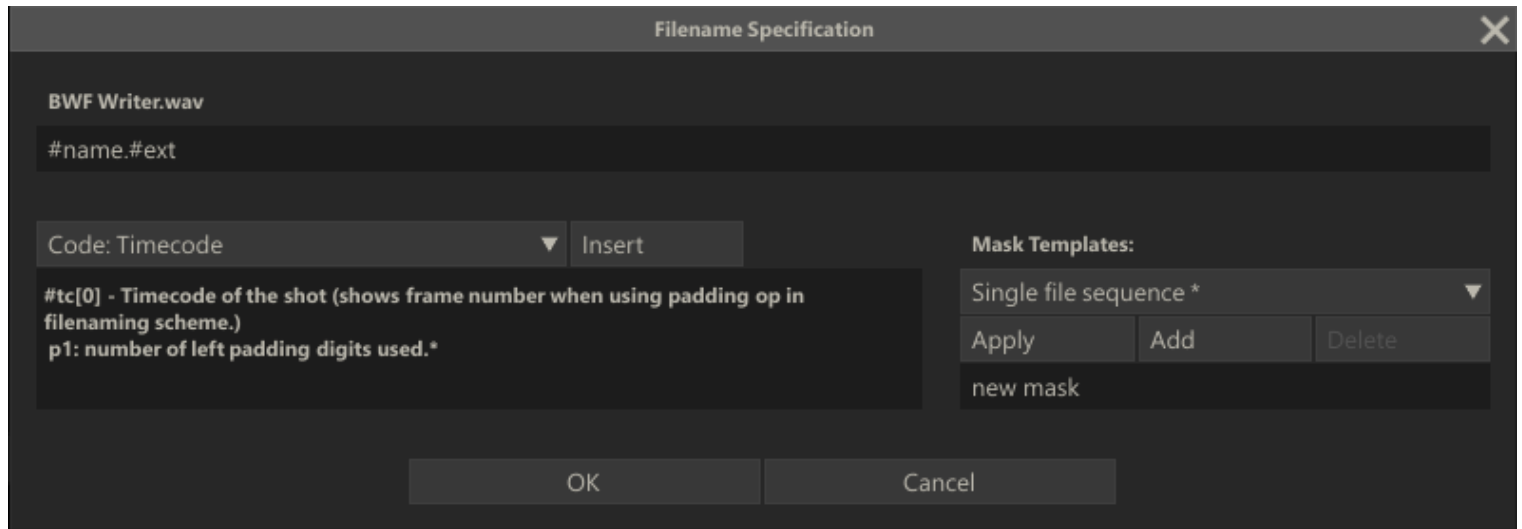 Filename Specification
BWF Writer.wav
#name.#ext
Code: Timecode
Insert
#tc[0] - Timecode of the shot (shows frame number when using padding op in
filenaming scheme.)
p1: number of left padding digits used.*
Mask Templates:
Single file sequence *
Apply
Add
Delete
new mask
OK
Cancel